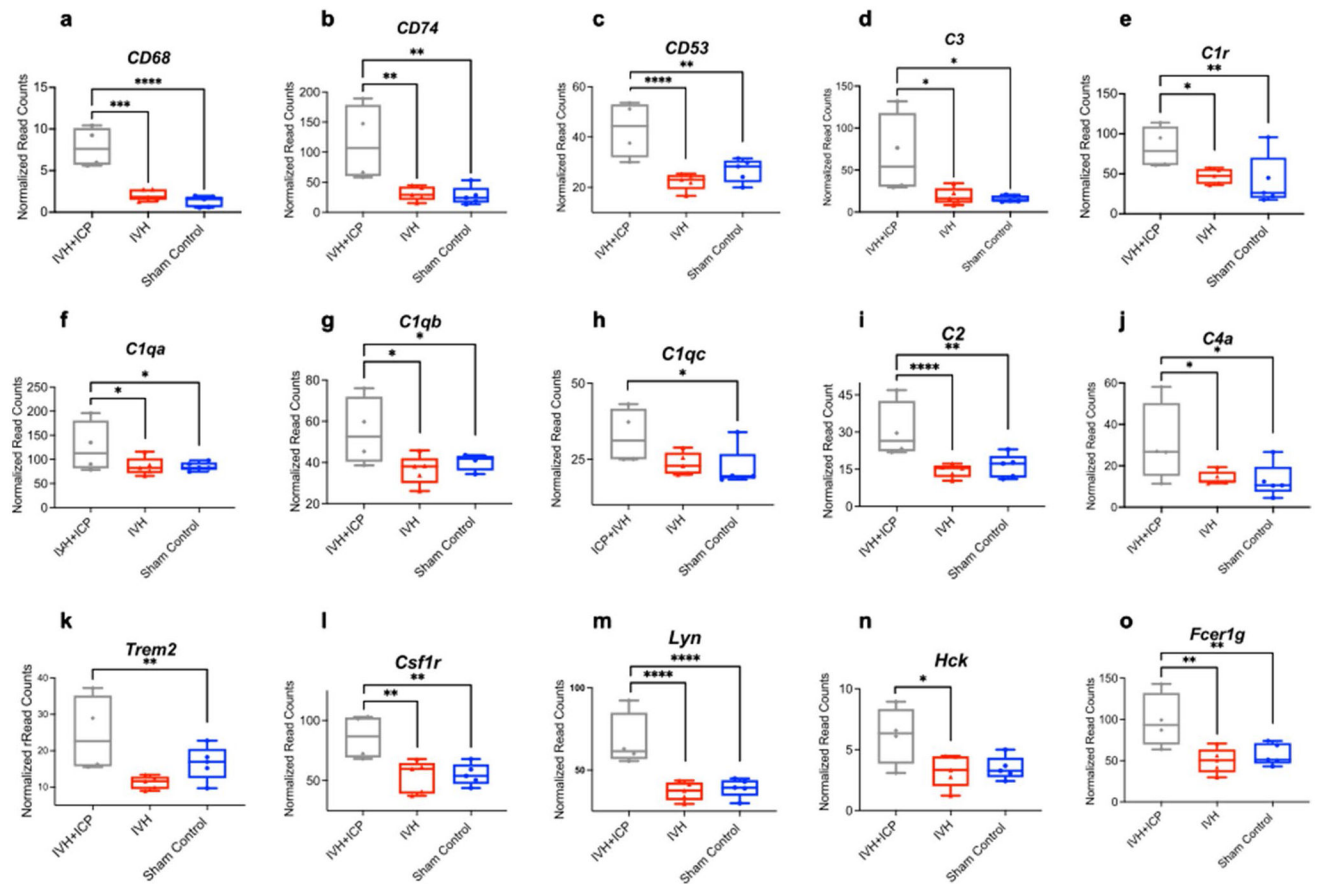 a
CD68
***
****
Normalized Read Counts
15
10
5
0
IVH+ICP
IVH
Sham Control
b
CD74
**
**
Normalized Read Counts
200
150
100
50
0
IVH+ICP
IVH
Sham Control
c
CD53
**
****
Normalized Read Counts
60
40
20
IVH+ICP
IVH
Sham Control
d
C3
*
*
Normalized Read Counts
150
100
50
0
IVH+ICP
IVH
Sham Control
e
C1r
**
*
Normalized Read Counts
150
100
50
0
IVH+ICP
IVH
Sham Control
f
C1qa
*
*
Normalized Read Counts
250
200
150
100
50
0
IVH+ICP
IVH
Sham Control
g
C1qb
*
*
Normalized Read Counts
80
60
40
20
IVH+ICP
IVH
Sham Control
h
C1qc
*
Normalized Read Counts
50
25
ICP+IVH
IVH
Sham Control
i
C2
**
****
Normalized Read Count
45
30
15
0
IVH+ICP
IVH
Sham Control
j
C4a
*
*
Normalized Read Counts
60
40
20
0
IVH+ICP
IVH
Sham Control
k
Trem2
**
Normalized rRead Counts
40
30
20
10
IVH+ICP
IVH
Sham Control
l
Csf1r
**
**
Normalized Read Counts
100
50
IVH+ICP
IVH
Sham Control
m
Lyn
****
****
Normalized Read Counts
100
50
IVH+ICP
IVH
Sham Control
n
Hck
*
Normalized Read Counts
10
5
0
IVH+ICP
IVH
Sham Control
o
Fcer1g
**
**
Normalized Read Counts
150
100
50
0
IVH+ICP
IVH
Sham Control